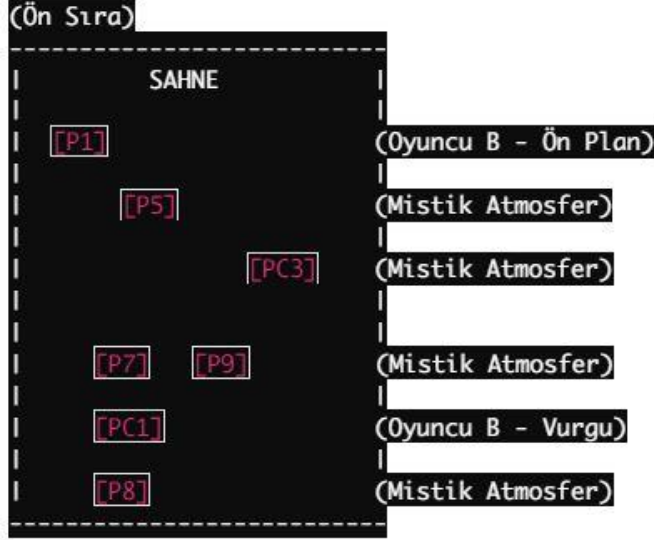 (Ön Sıra)
SAHNE
[P1] (Oyuncu B - Ön Plan)
[P5] (Mistik Atmosfer)
[PC3] (Mistik Atmosfer)
[P7] [P9] (Mistik Atmosfer)
[PC1] (Oyuncu B - Vurgu)
[P8] (Mistik Atmosfer)